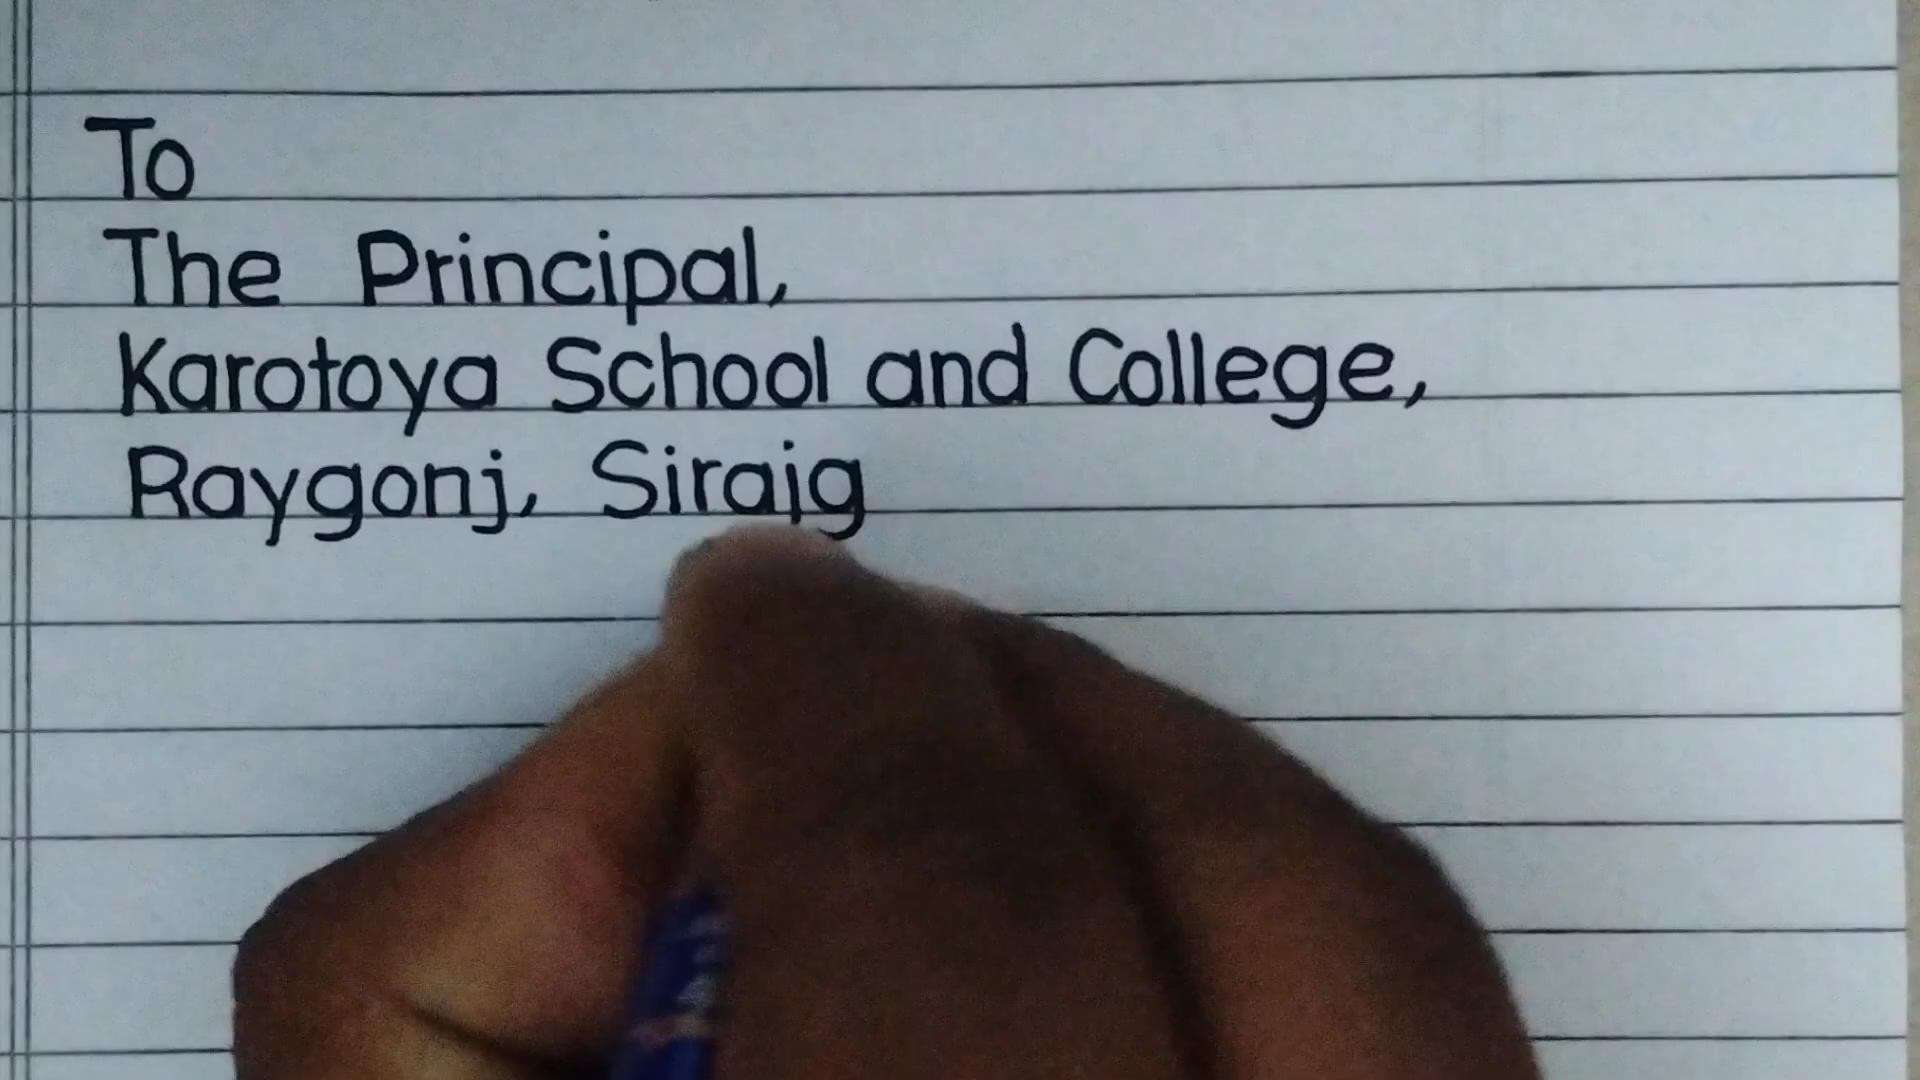 To
The Principal,
Karotoya School and College,
Raygonj, Sirajg